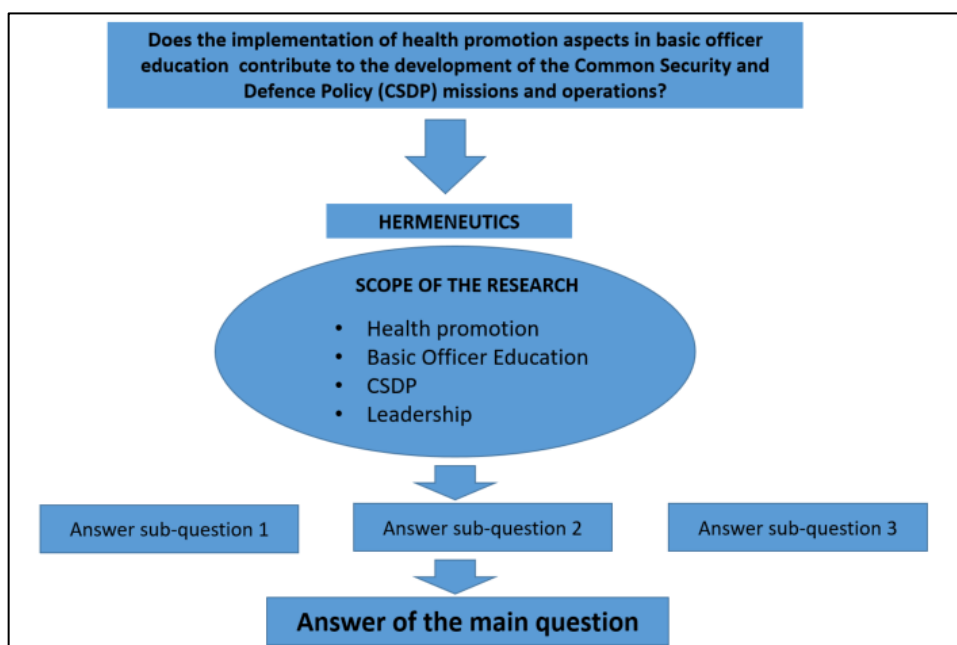 Does the implementation of health promotion aspects in basic officer
education contribute to the development of the Common Security and
Defence Policy (CSDP) missions and operations?
HERMENEUTICS
SCOPE OF THE RESEARCH
• Health promotion
• Basic Officer Education
• CSDP
• Leadership
Answer sub-question 1
Answer sub-question 2
Answer sub-question 3
Answer of the main question